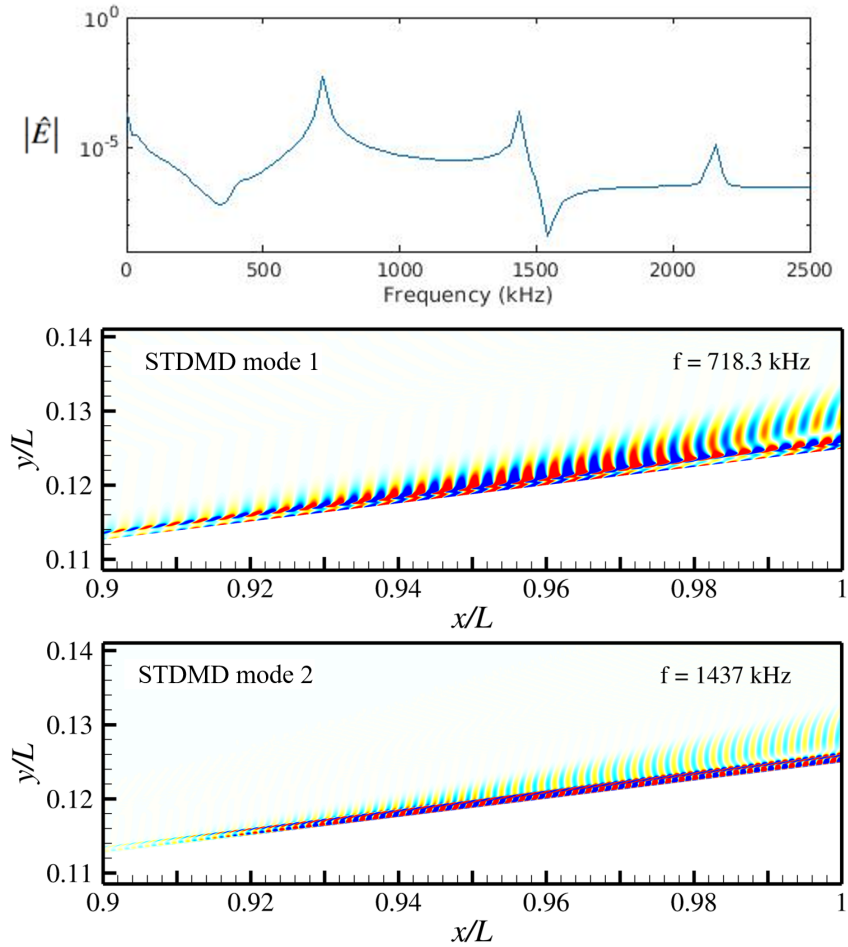 10⁰
|Ê|
10⁻⁵
0 500 1000 1500 2000 2500
Frequency (kHz)
0.14
STDMD mode 1 f = 718.3 kHz
0.13
y/L
0.12
0.11
0.9 0.92 0.94 0.96 0.98 1
x/L
0.14
STDMD mode 2 f = 1437 kHz
0.13
y/L
0.12
0.11
0.9 0.92 0.94 0.96 0.98 1
x/L